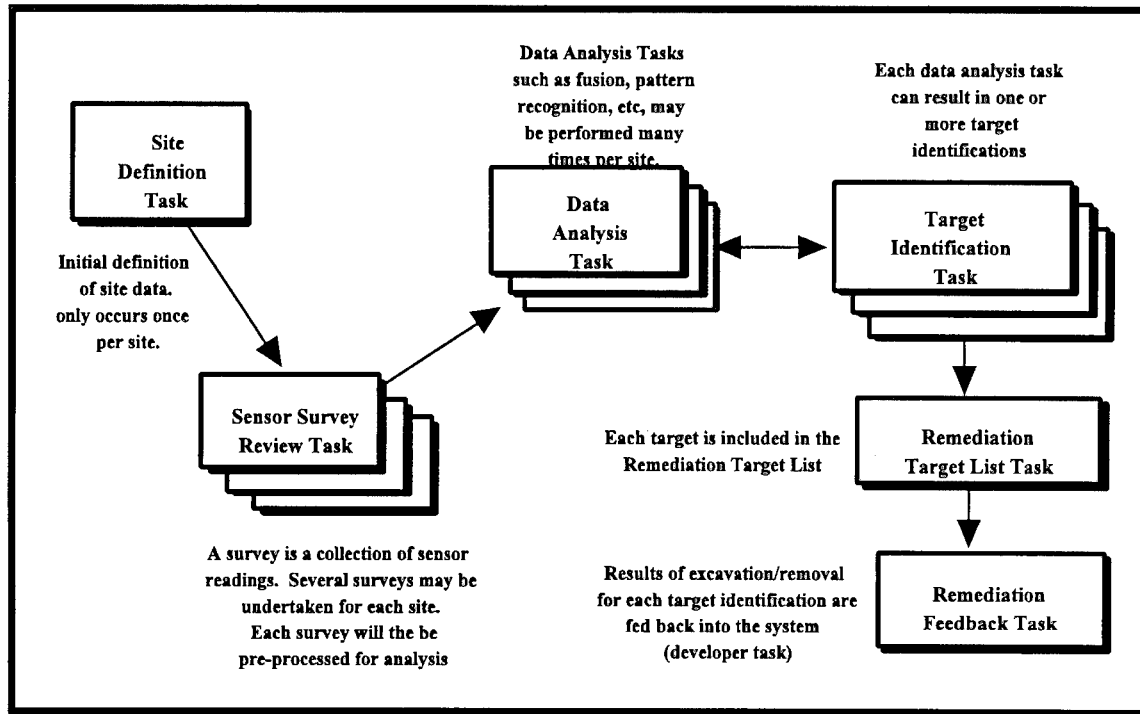 Site
Definition
Task
Initial definition
of site data.
only occurs once
per site.
Sensor Survey
Review Task
A survey is a collection of sensor
readings. Several surveys may be
undertaken for each site.
Each survey will the be
pre-processed for analysis
Data Analysis Tasks
such as fusion, pattern
recognition, etc, may
be performed many
times per site.
Data
Analysis
Task
Each data analysis task
can result in one or
more target
identifications
Target
Identification
Task
Each target is included in the
Remediation Target List
Remediation
Target List Task
Results of excavation/removal
for each target identification are
fed back into the system
(developer task)
Remediation
Feedback Task